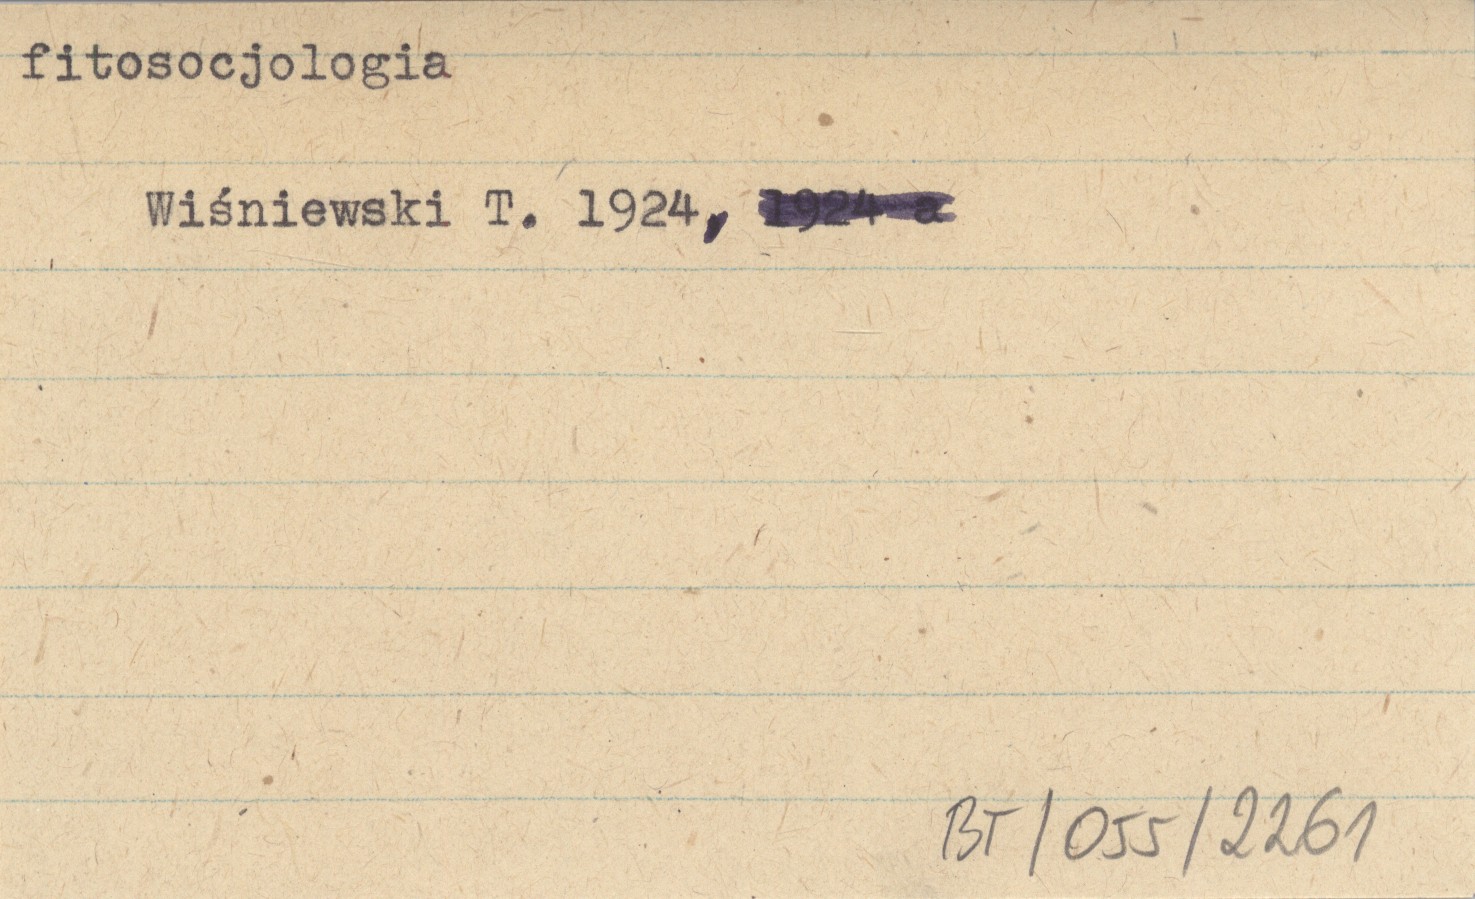 fitosocjologia
Wiśniewski T. 1924, 1924 a
BT/055/2261